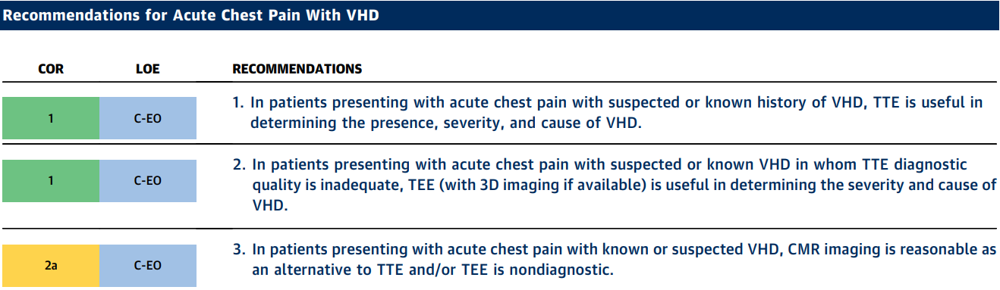 Recommendations for Acute Chest Pain With VHD
COR LOE RECOMMENDATIONS
1 C-EO 1. In patients presenting with acute chest pain with suspected or known history of VHD, TTE is useful in
determining the presence, severity, and cause of VHD.
1 C-EO 2. In patients presenting with acute chest pain with suspected or known VHD in whom TTE diagnostic
quality is inadequate, TEE (with 3D imaging if available) is useful in determining the severity and cause of
VHD.
2a C-EO 3. In patients presenting with acute chest pain with known or suspected VHD, CMR imaging is reasonable as
an alternative to TTE and/or TEE is nondiagnostic.